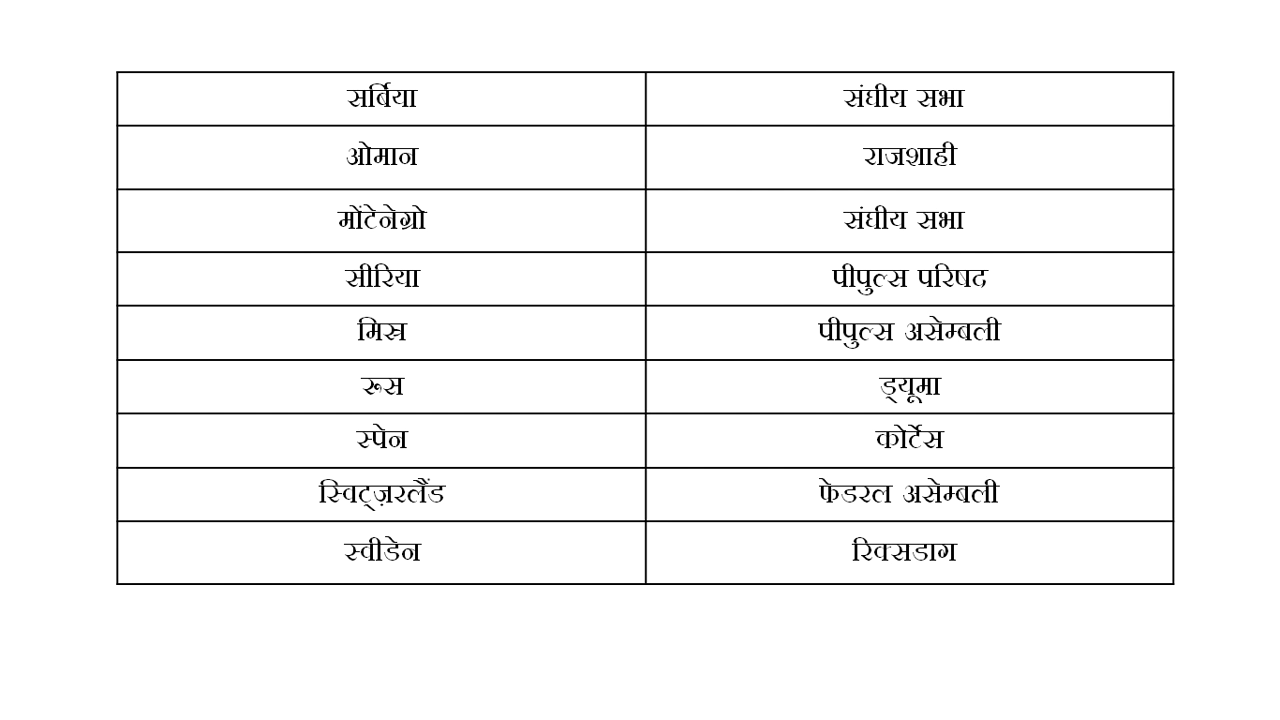 सर्बिया संघीय सभा
ओमान राजशाही
मोंटेनेग्रो संघीय सभा
सीरिया पीपुल्स परिषद
मिस्र पीपुल्स असेम्बली
रूस ड्यूमा
स्पेन कोर्टेस
स्विट्ज़रलैंड फेडरल असेम्बली
स्वीडेन रिक्सडाग